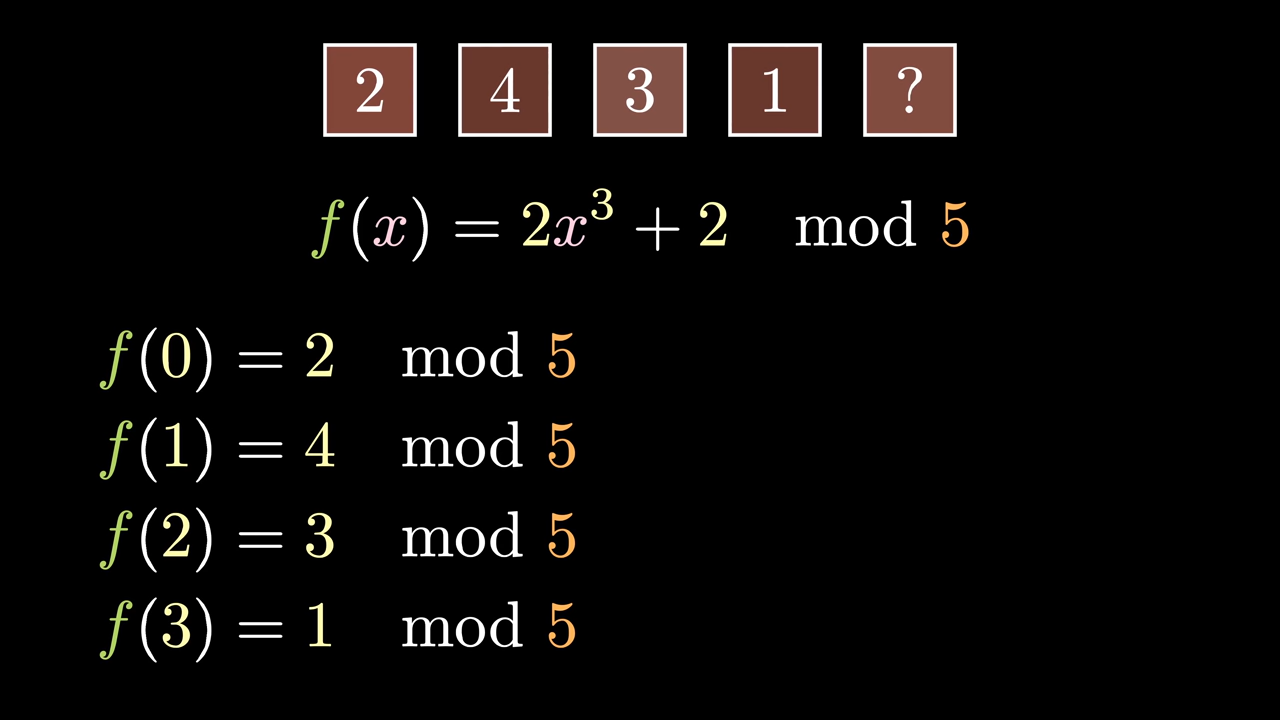 2 4 3 1 ?
f(x) = 2x³ + 2 mod 5
f(0) = 2 mod 5
f(1) = 4 mod 5
f(2) = 3 mod 5
f(3) = 1 mod 5